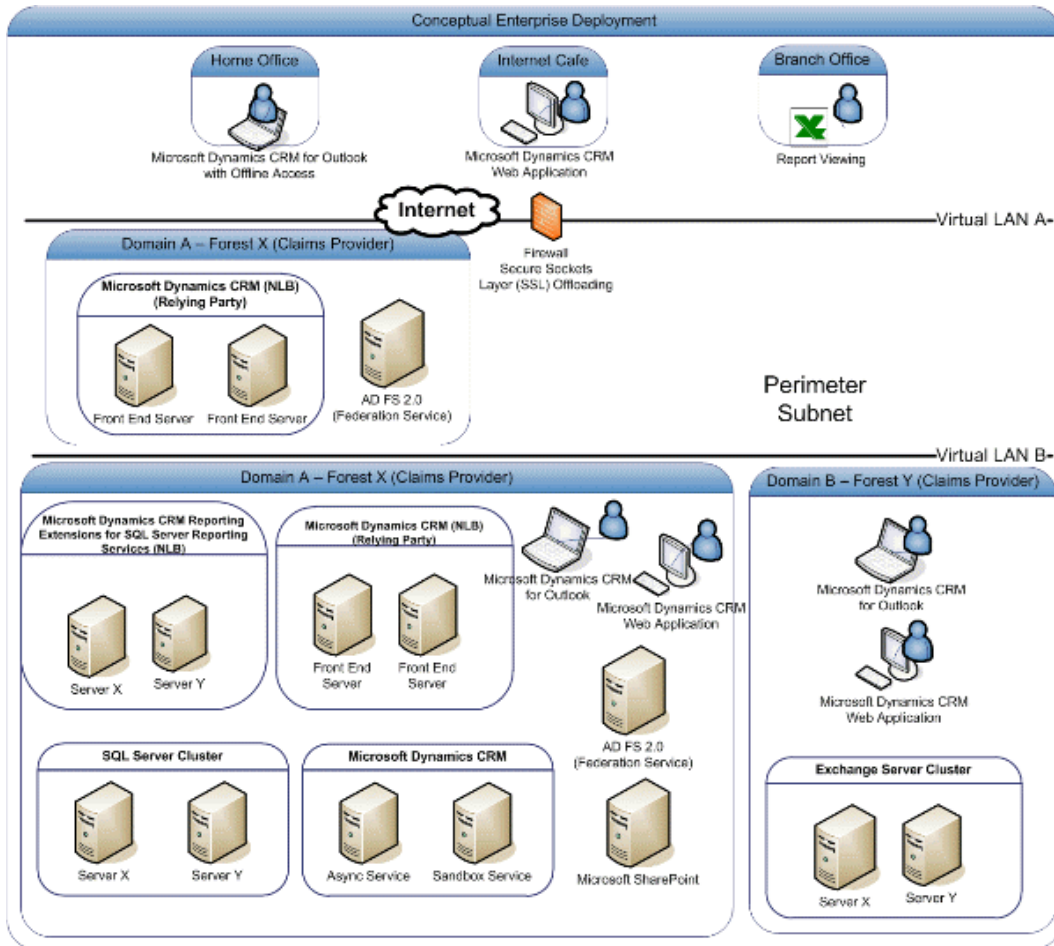 Conceptual Enterprise Deployment
Home Office
Internet Cafe
Branch Office
Microsoft Dynamics CRM for Outlook
with Offline Access
Microsoft Dynamics CRM
Web Application
Report Viewing
Internet
Virtual LAN A
Firewall
Secure Sockets
Layer (SSL) Offloading
Domain A – Forest X (Claims Provider)
Microsoft Dynamics CRM (NLB)
(Relying Party)
Front End Server
Front End Server
AD FS 2.0
(Federation Service)
Perimeter
Subnet
Virtual LAN B
Domain A – Forest X (Claims Provider)
Microsoft Dynamics CRM Reporting
Extensions for SQL Server Reporting
Services (NLB)
Server X
Server Y
Microsoft Dynamics CRM (NLB)
(Relying Party)
Front End
Server
Front End
Server
Microsoft Dynamics CRM
for Outlook
Microsoft Dynamics CRM
Web Application
AD FS 2.0
(Federation Service)
SQL Server Cluster
Server X
Server Y
Microsoft Dynamics CRM
Async Service
Sandbox Service
Microsoft SharePoint
Domain B – Forest Y (Claims Provider)
Microsoft Dynamics CRM
for Outlook
Microsoft Dynamics CRM
Web Application
Exchange Server Cluster
Server X
Server Y